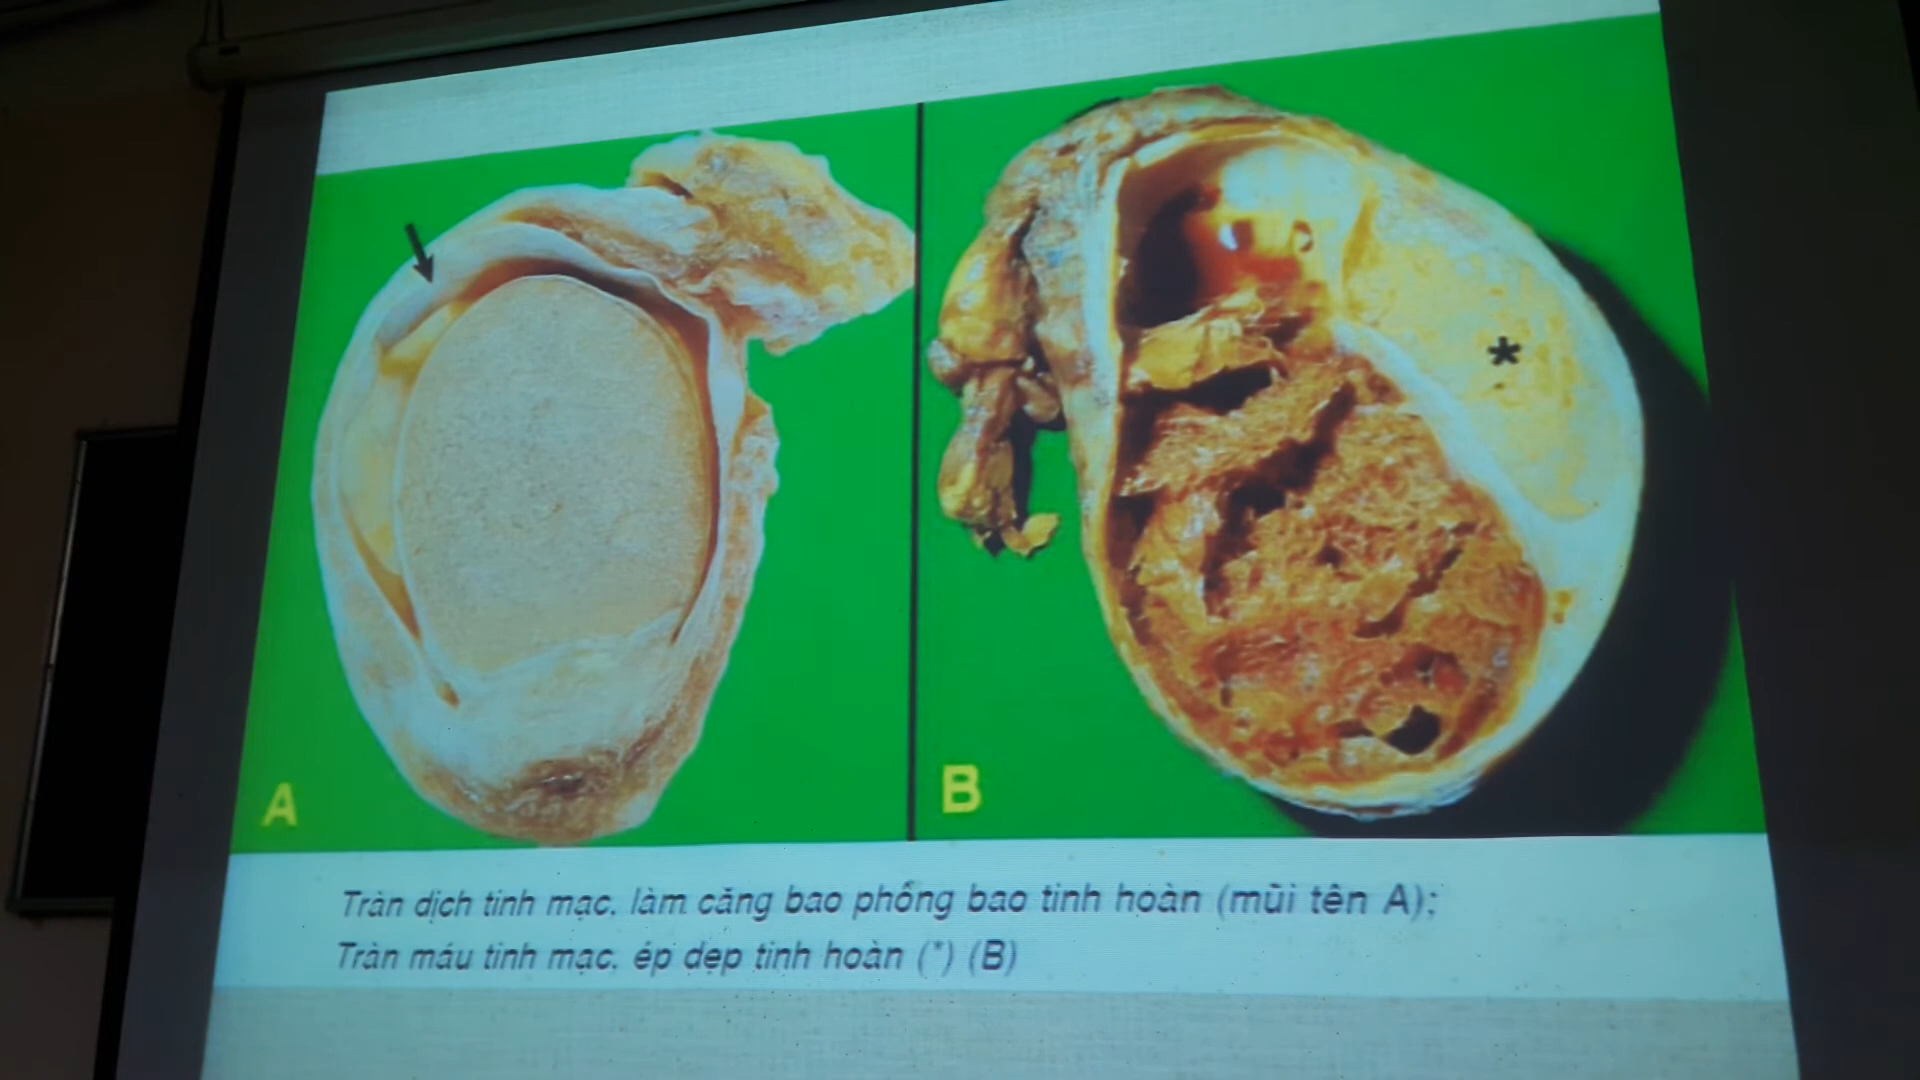 *
A
B
Tràn dịch tinh mạc, làm căng bao phồng bao tinh hoàn (mũi tên A);
Tràn máu tinh mạc, ép dẹp tinh hoàn (*) (B)